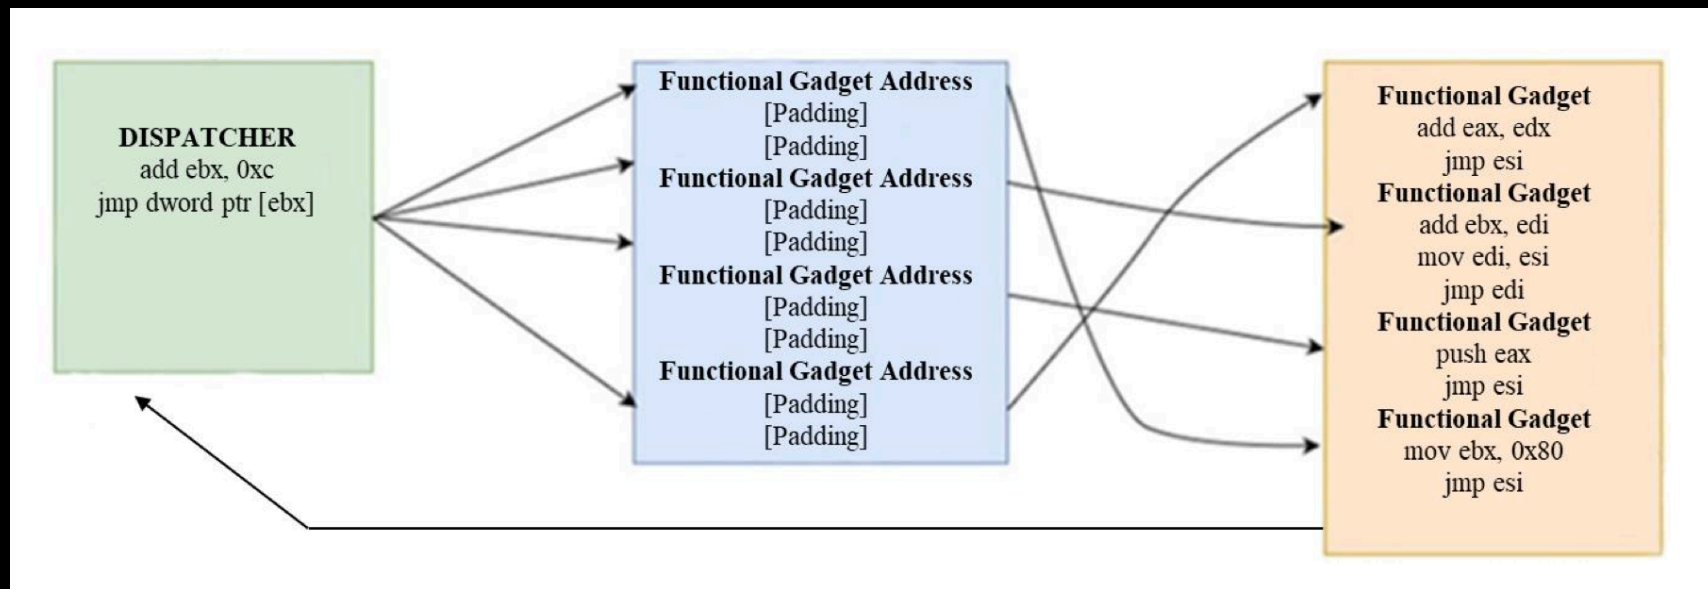 DISPATCHER
add ebx, 0xc
jmp dword ptr [ebx]
Functional Gadget Address
[Padding]
[Padding]
Functional Gadget Address
[Padding]
[Padding]
Functional Gadget Address
[Padding]
[Padding]
Functional Gadget Address
[Padding]
[Padding]
Functional Gadget
add eax, edx
jmp esi
Functional Gadget
add ebx, edi
mov edi, esi
jmp edi
Functional Gadget
push eax
jmp esi
Functional Gadget
mov ebx, 0x80
jmp esi